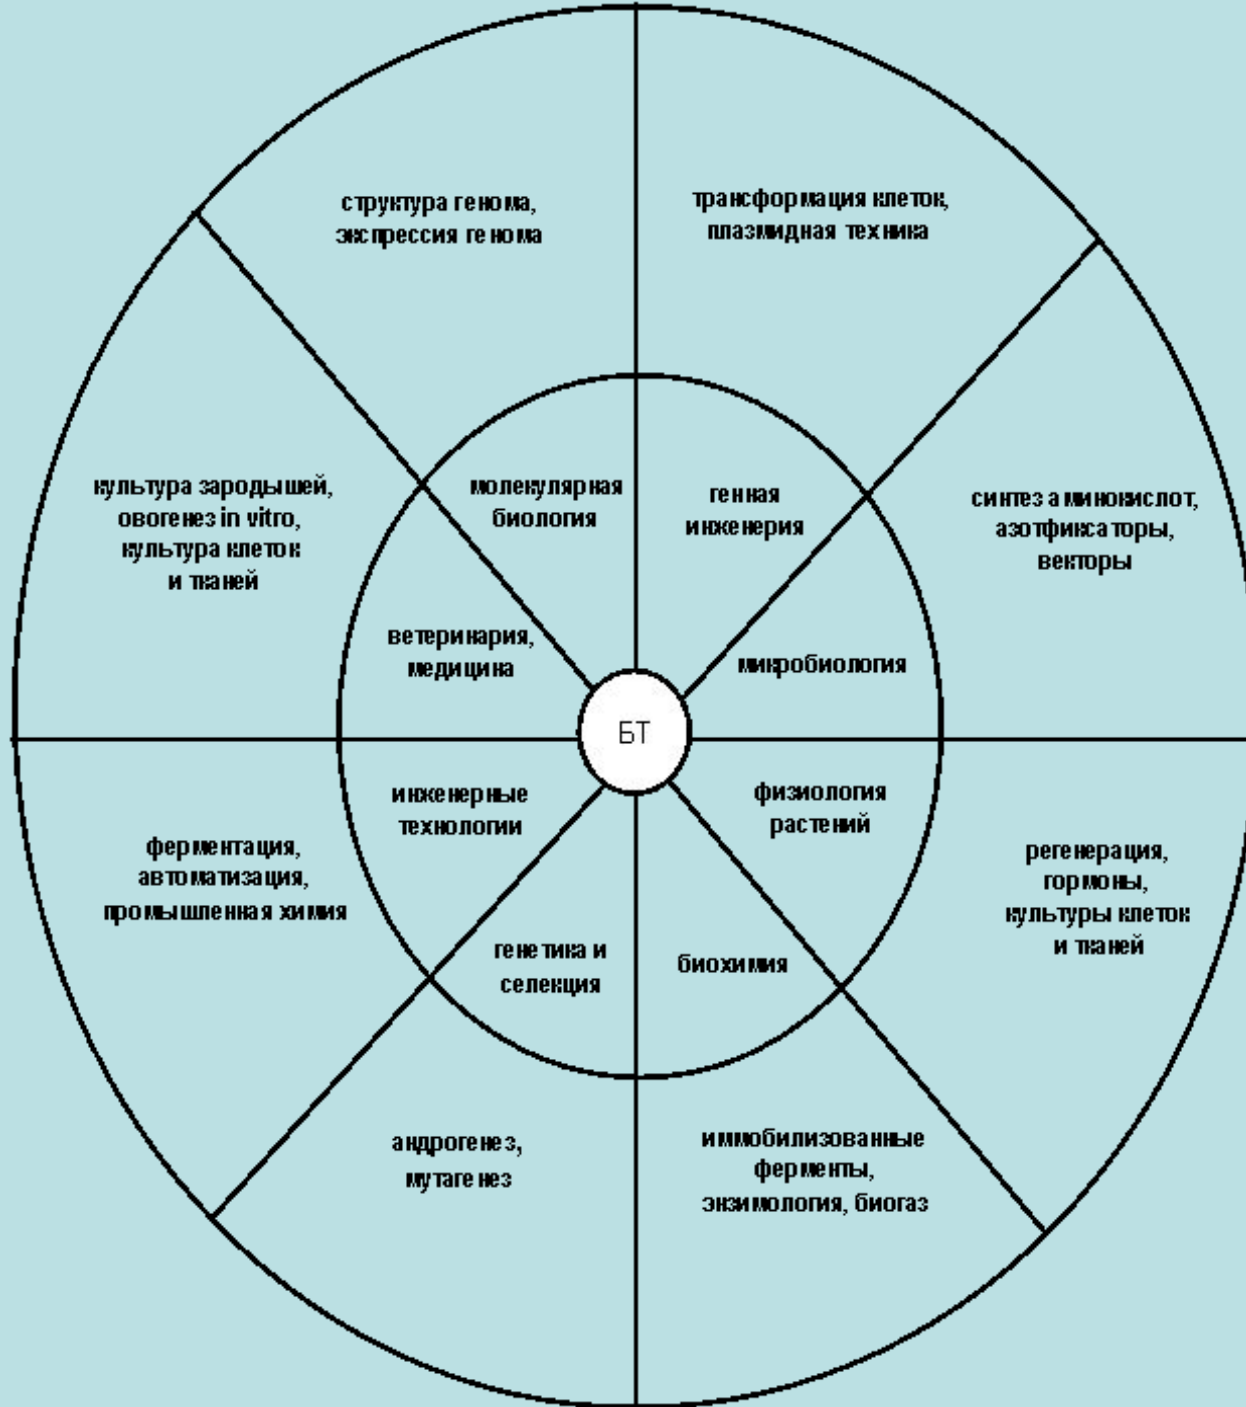 структура генома,
экспрессия генома
трансформация клеток,
плазмидная техника
культура зародышей,
овогенез in vitro,
культура клеток
и тканей
молекулярная
биология
генная
инженерия
синтез аминокислот,
азотфиксаторы,
векторы
ветеринария,
медицина
микробиология
БТ
инженерные
технологии
физиология
растений
ферментация,
автоматизация,
промышленная химия
регенерация,
гормоны,
культуры клеток
и тканей
генетика и
селекция
биохимия
андрогенез,
мутагенез
иммобилизованные
ферменты,
энзимология, биогаз